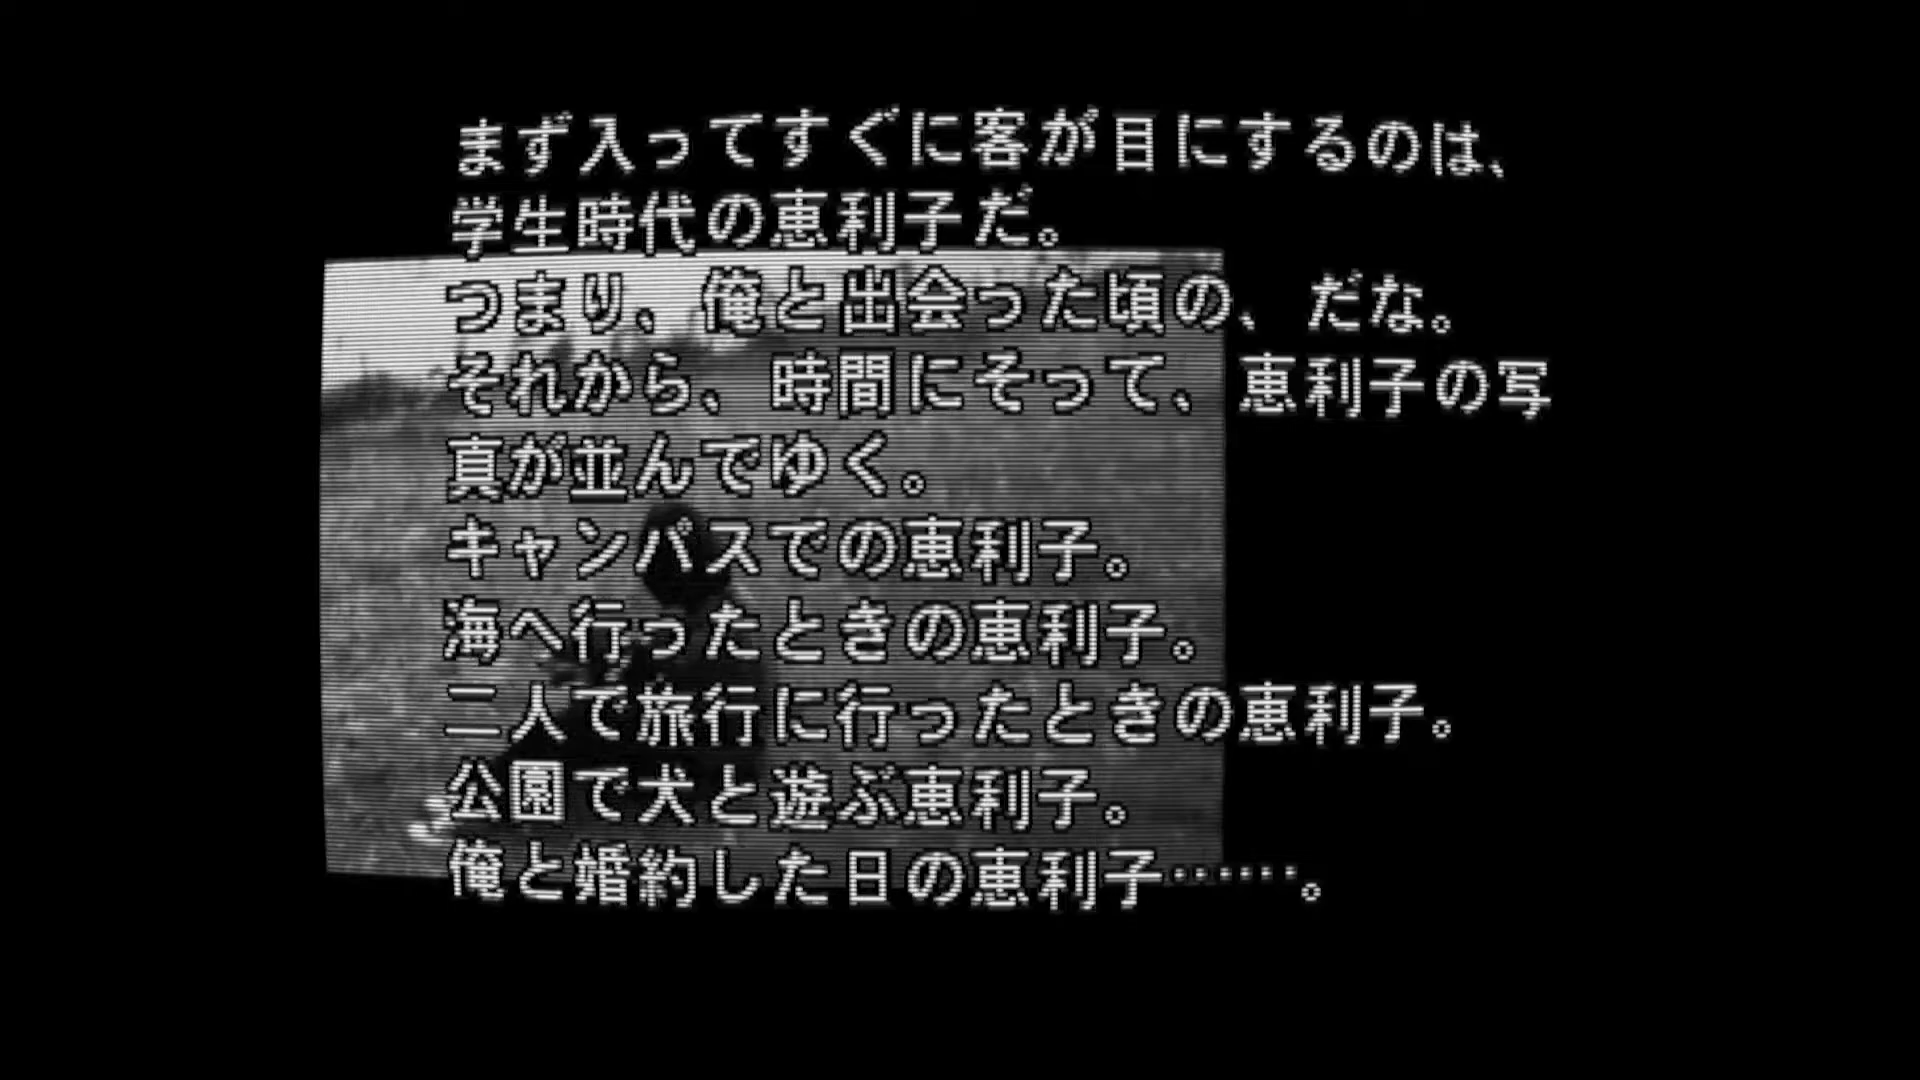 まず入ってすぐに客が目にするのは、
学生時代の恵利子だ。
つまり、俺と出会った頃の、だな。
それから、時間にそって、恵利子の写
真が並んでゆく。
キャンパスでの恵利子。
海へ行ったときの恵利子。
二人で旅行に行ったときの恵利子。
公園で犬と遊ぶ恵利子。
俺と婚約した日の恵利子……。